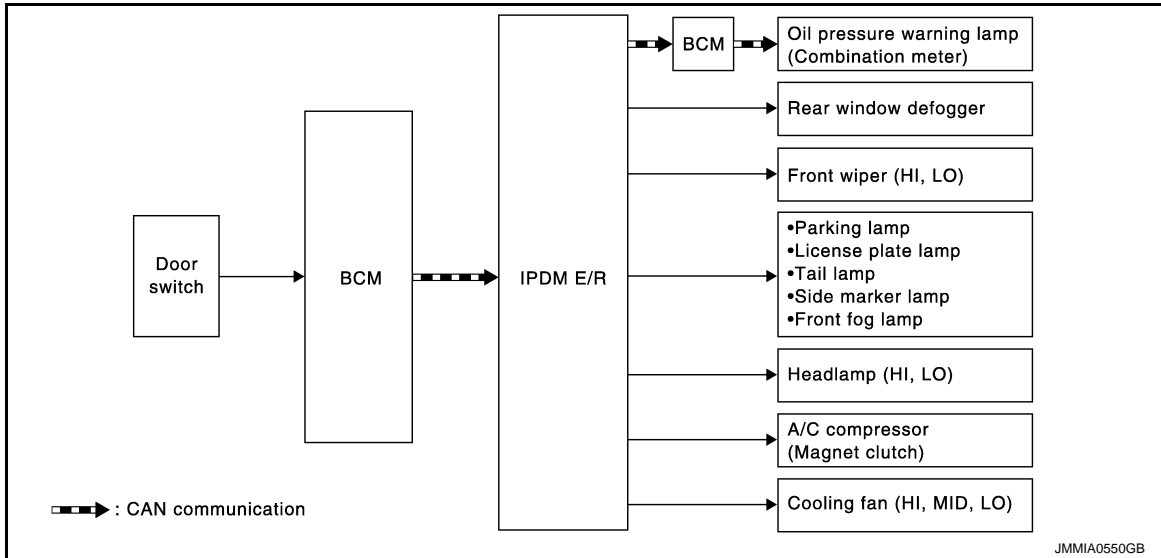 Door
switch
BCM
IPDM E/R
BCM
Oil pressure warning lamp
(Combination meter)
Rear window defogger
Front wiper (HI, LO)
•Parking lamp
•License plate lamp
•Tail lamp
•Side marker lamp
•Front fog lamp
Headlamp (HI, LO)
A/C compressor
(Magnet clutch)
Cooling fan (HI, MID, LO)
: CAN communication
JMMIA0550GB